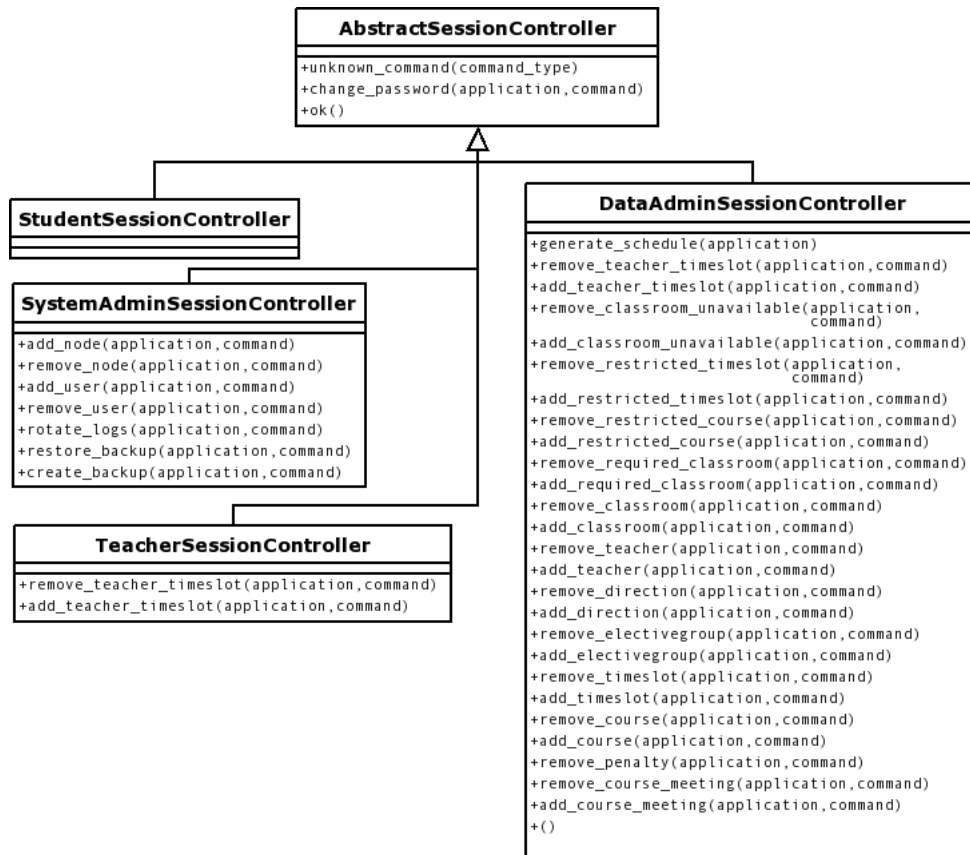 AbstractSessionController
+unknown_command(command_type)
+change_password(application,command)
+ok()
StudentSessionController
SystemAdminSessionController
+add_node(application,command)
+remove_node(application,command)
+add_user(application,command)
+remove_user(application,command)
+rotate_logs(application,command)
+restore_backup(application,command)
+create_backup(application,command)
TeacherSessionController
+remove_teacher_timeslot(application,command)
+add_teacher_timeslot(application,command)
DataAdminSessionController
+generate_schedule(application)
+remove_teacher_timeslot(application,command)
+add_teacher_timeslot(application,command)
+remove_classroom_unavailable(application,
command)
+add_classroom_unavailable(application,command)
+remove_restricted_timeslot(application,
command)
+add_restricted_timeslot(application,command)
+remove_restricted_course(application,command)
+add_restricted_course(application,command)
+remove_required_classroom(application,command)
+add_required_classroom(application,command)
+remove_classroom(application,command)
+add_classroom(application,command)
+remove_teacher(application,command)
+add_teacher(application,command)
+remove_direction(application,command)
+add_direction(application,command)
+remove_electivegroup(application,command)
+add_electivegroup(application,command)
+remove_timeslot(application,command)
+add_timeslot(application,command)
+remove_course(application,command)
+add_course(application,command)
+remove_penalty(application,command)
+remove_course_meeting(application,command)
+add_course_meeting(application,command)
+()